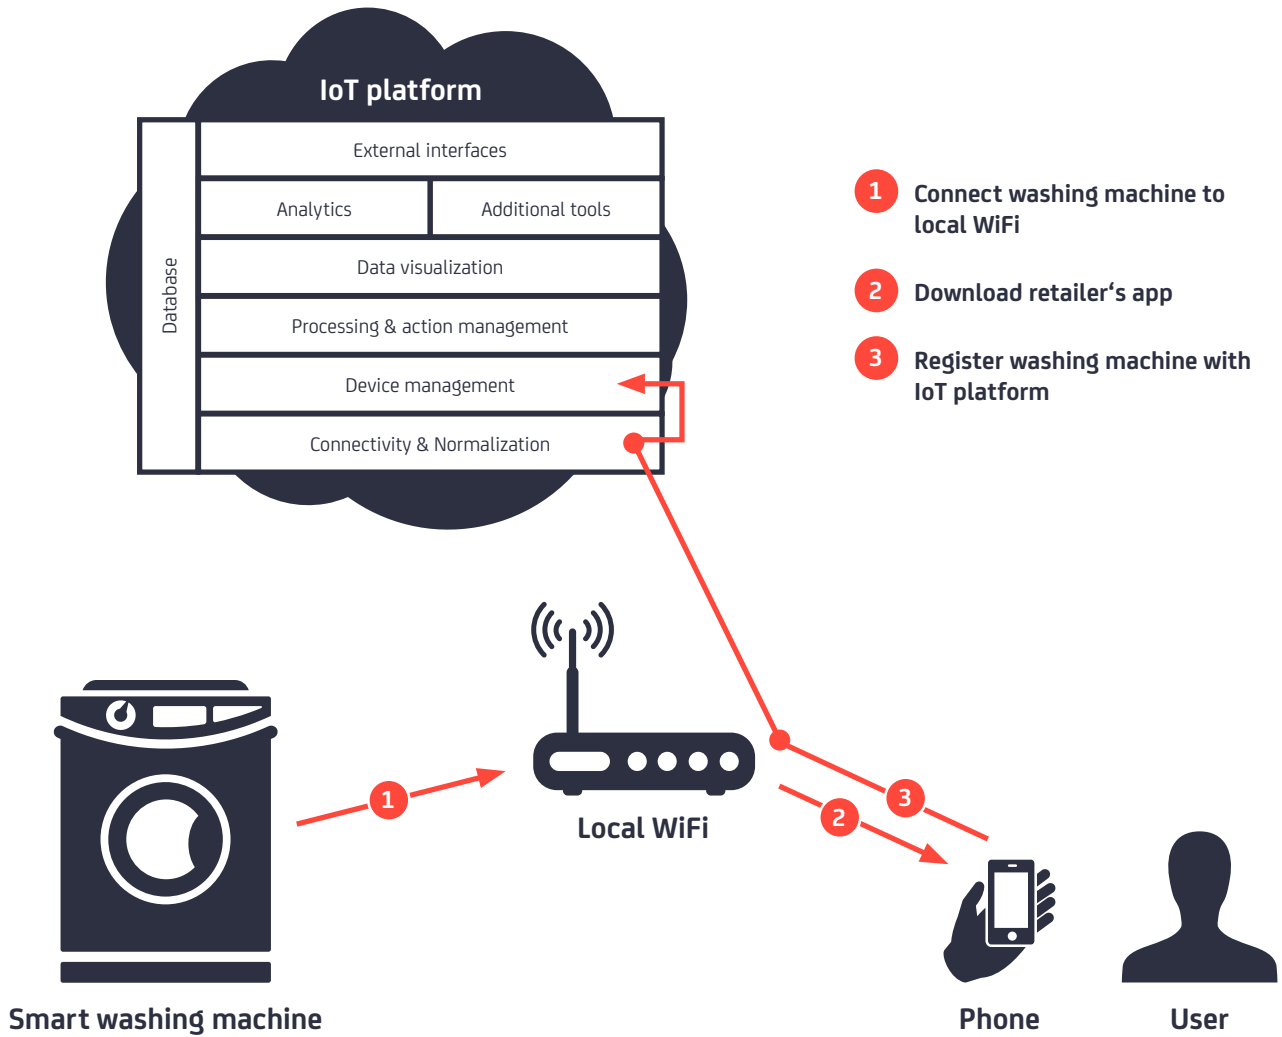 IoT platform
External interfaces
Analytics
Additional tools
Data visualization
Database
Processing & action management
Device management
Connectivity & Normalization
1
Connect washing machine to
local WiFi
2
Download retailer‘s app
3
Register washing machine with
IoT platform
1
2
3
Local WiFi
Smart washing machine
Phone
User